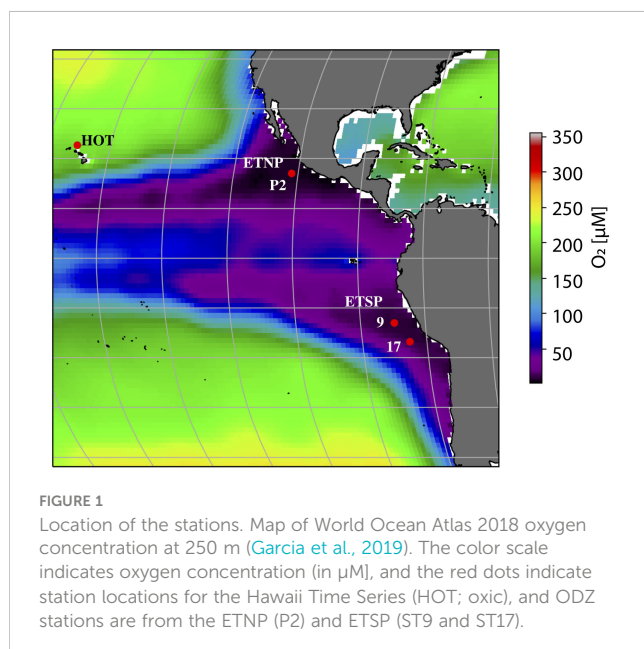 HOT
ETNP
P2
ETSP
9
17
350
300
250
200
150
100
50
O₂ [μM]
FIGURE 1
Location of the stations. Map of World Ocean Atlas 2018 oxygen
concentration at 250 m (Garcia et al., 2019). The color scale
indicates oxygen concentration (in μM], and the red dots indicate
station locations for the Hawaii Time Series (HOT; oxic), and ODZ
stations are from the ETNP (P2) and ETSP (ST9 and ST17).